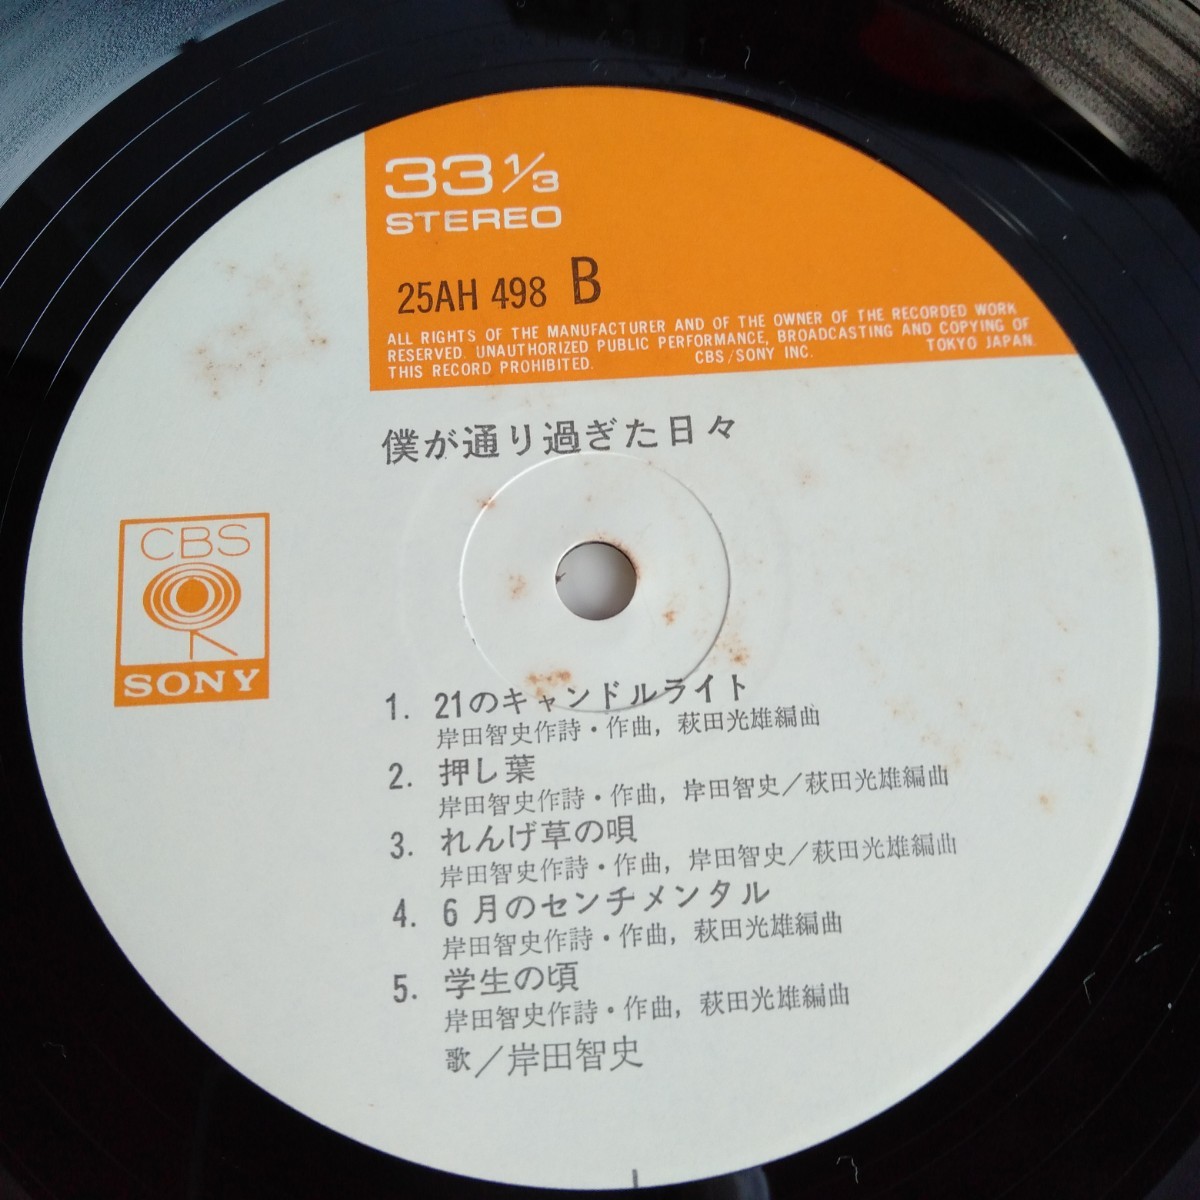 33 1/3
STEREO
25AH 498 B
ALL RIGHTS OF THE MANUFACTURER AND OF THE OWNER OF THE RECORDED WORK
RESERVED. UNAUTHORIZED PUBLIC PERFORMANCE, BROADCASTING AND COPYING OF
THIS RECORD PROHIBITED. CBS/SONY INC. TOKYO JAPAN.
僕が通り過ぎた日々
CBS
SONY
1. 21のキャンドルライト
岸田智史作詩・作曲, 萩田光雄編曲
2. 押し葉
岸田智史作詩・作曲, 岸田智史／萩田光雄編曲
3. れんげ草の唄
岸田智史作詩・作曲, 岸田智史／萩田光雄編曲
4. 6月のセンチメンタル
岸田智史作詩・作曲, 萩田光雄編曲
5. 学生の頃
岸田智史作詩・作曲, 萩田光雄編曲
歌／岸田智史